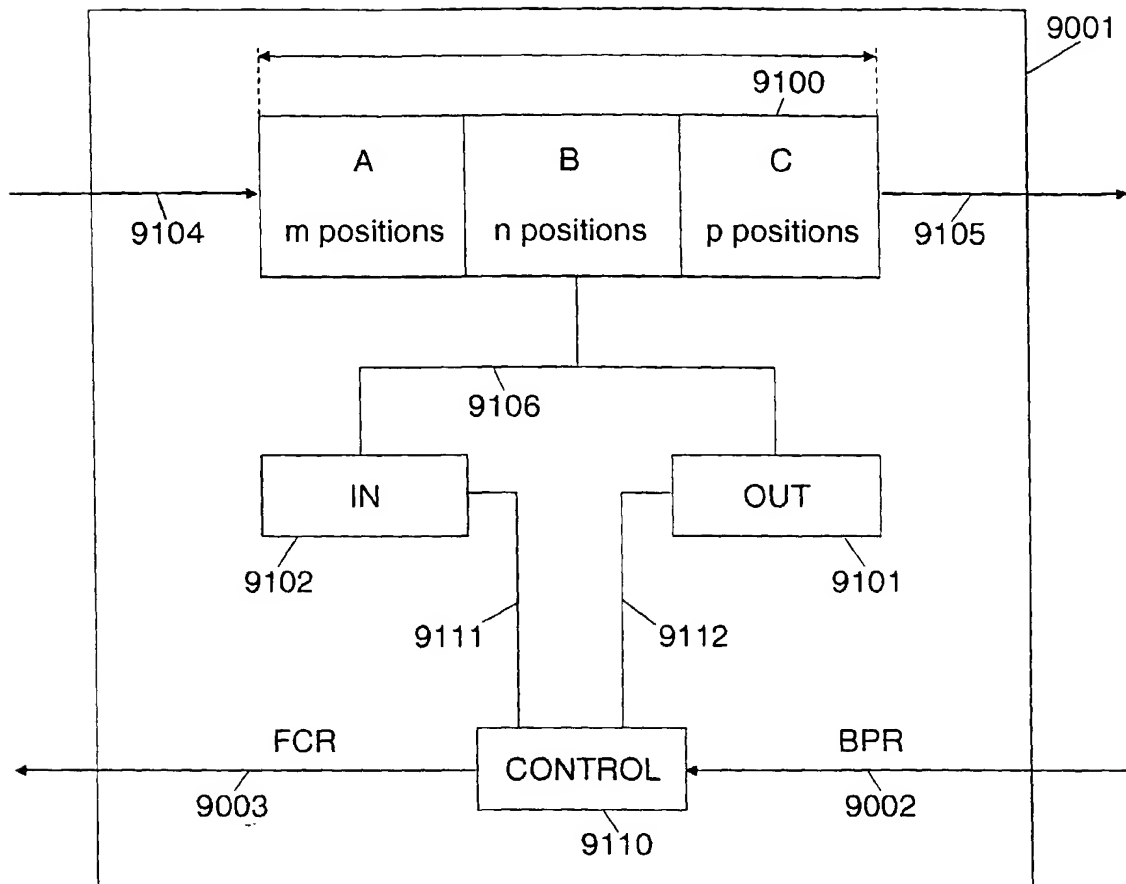 9001
9100
A B C
m positions n positions p positions
9104 9105
9106
IN OUT
9102 9101
9111 9112
FCR BPR
CONTROL
9003 9002
9110